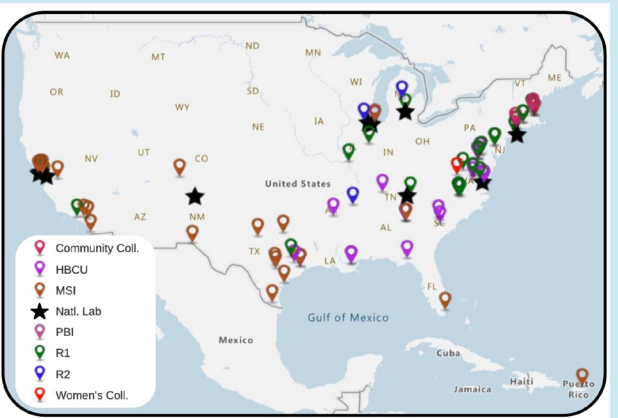 WA
MT
ND
MN
VT
ME
OR
ID
SD
WI
WY
NE
IA
PA
NJ
NV
UT
CO
IN
OH
United States
AZ
NM
TN
SC
AL
TX
LA
FL
Community Coll.
HBCU
MSI
Natl. Lab
PBI
R1
R2
Women's Coll.
Gulf of Mexico
Mexico
Cuba
Jamaica
Haiti
Puerto
Rico